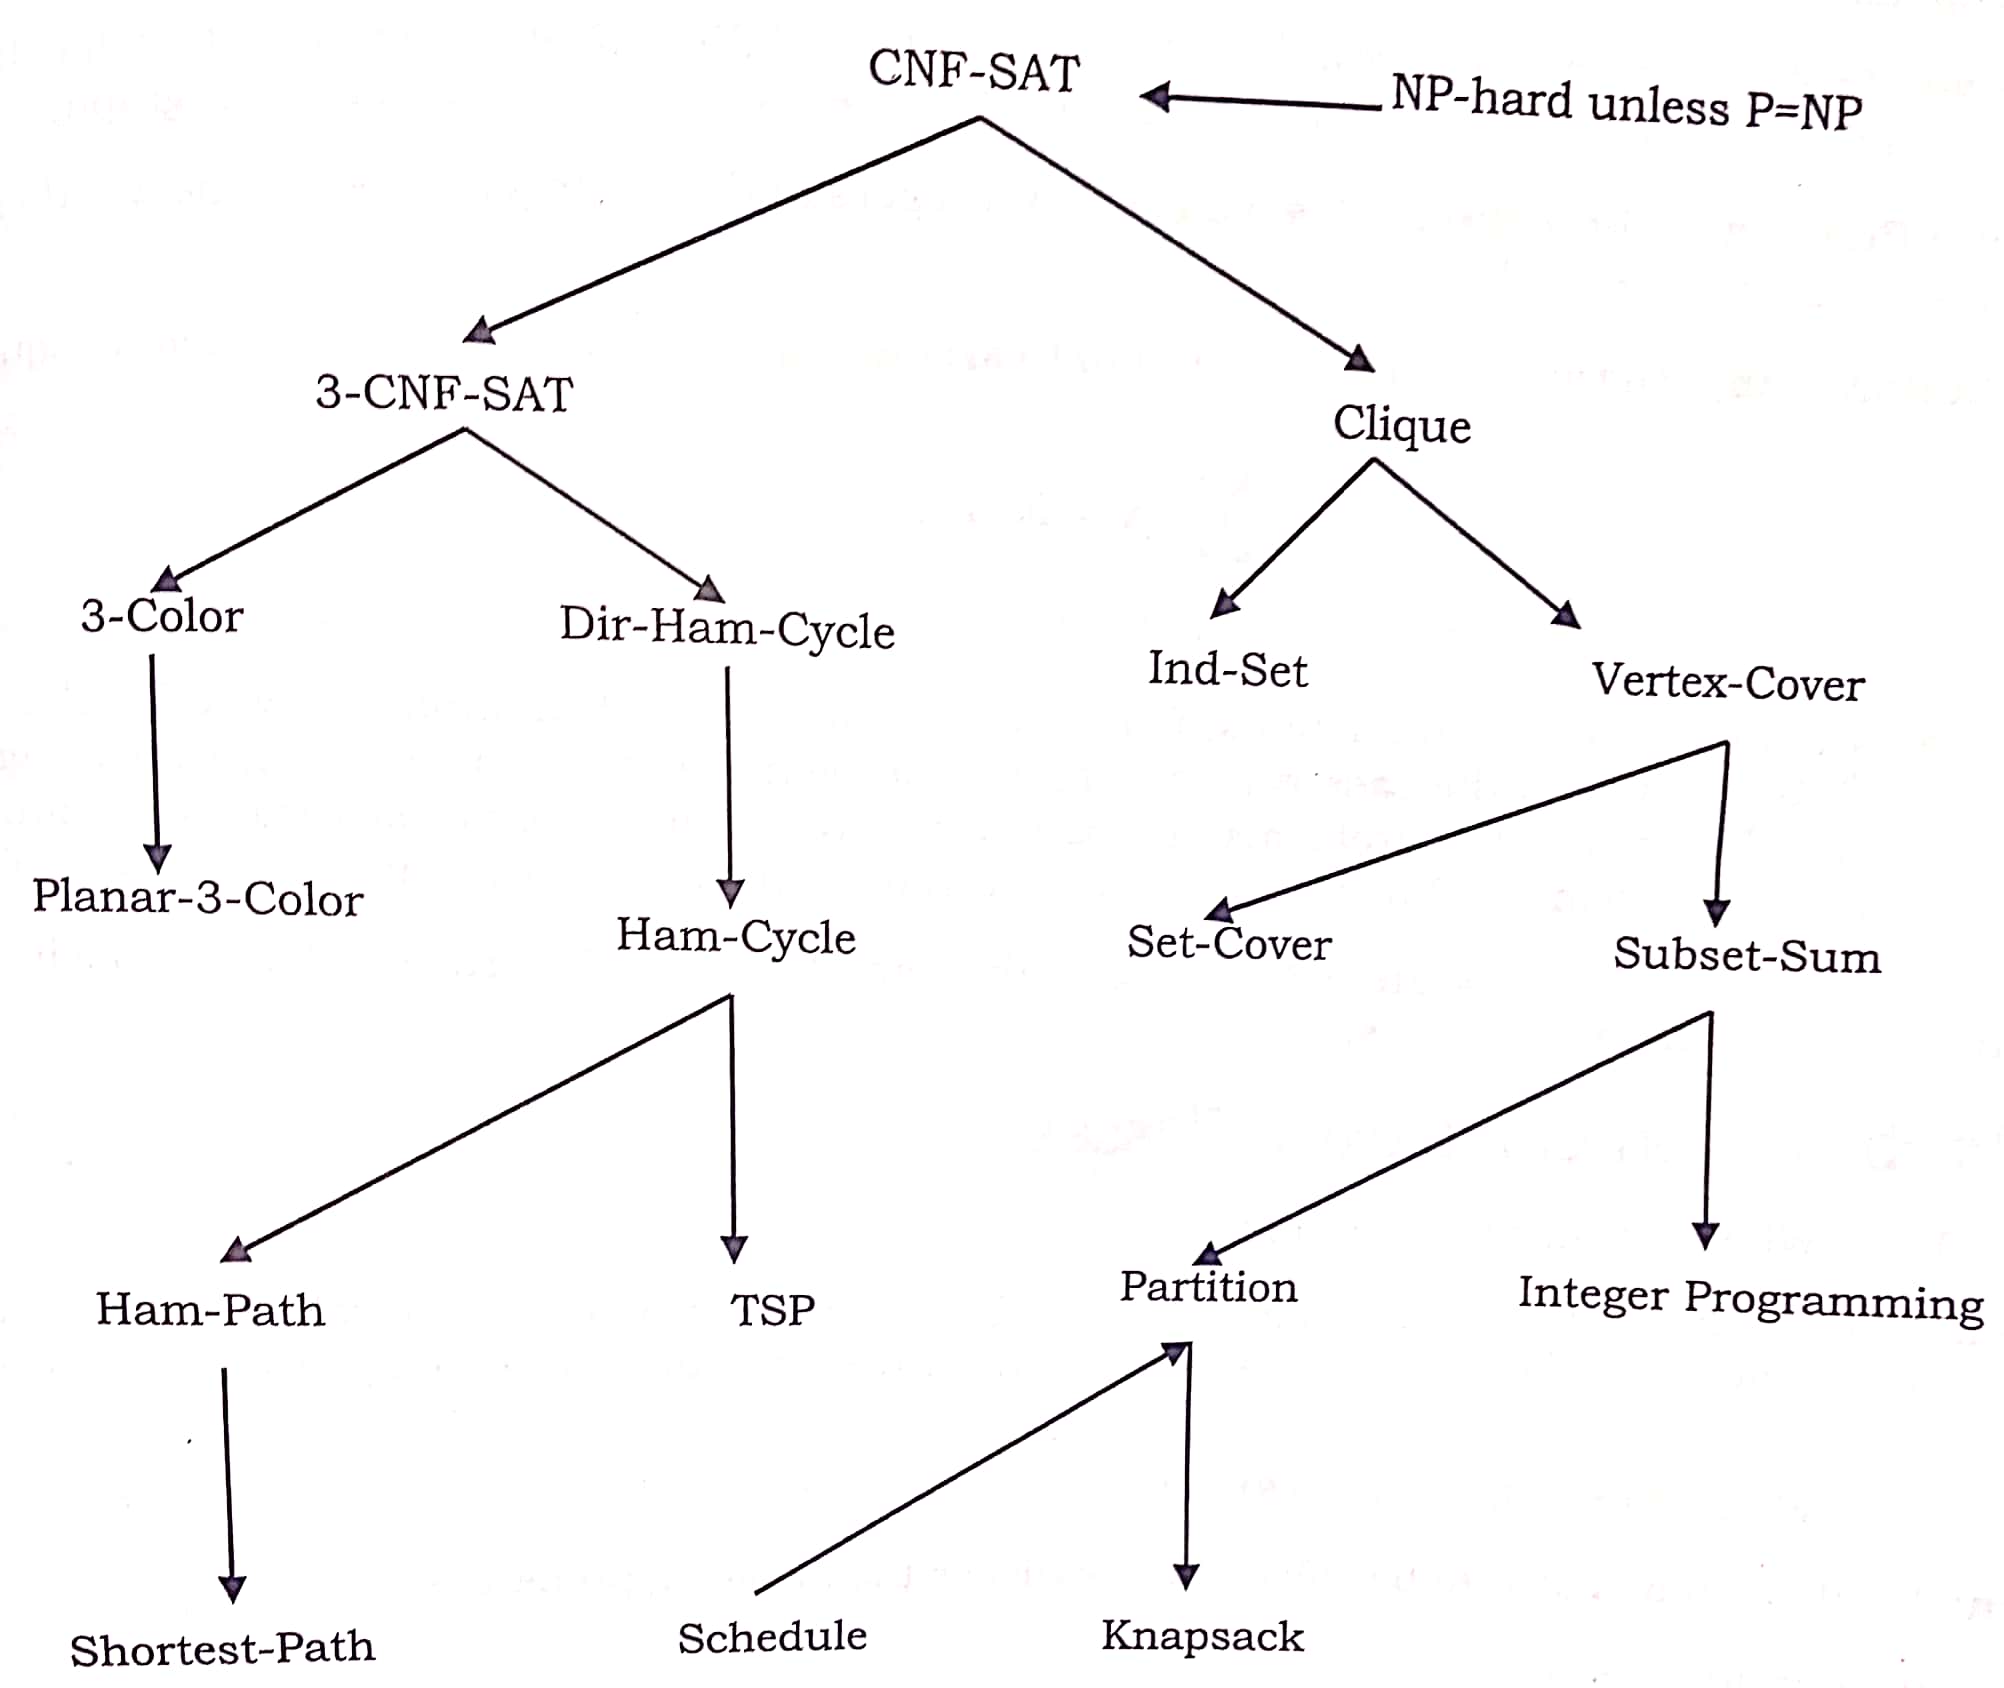 CNF-SAT
NP-hard unless P=NP
3-CNF-SAT
Clique
3-Color
Dir-Ham-Cycle
Ind-Set
Vertex-Cover
Planar-3-Color
Ham-Cycle
Set-Cover
Subset-Sum
Ham-Path
TSP
Partition
Integer Programming
Shortest-Path
Schedule
Knapsack